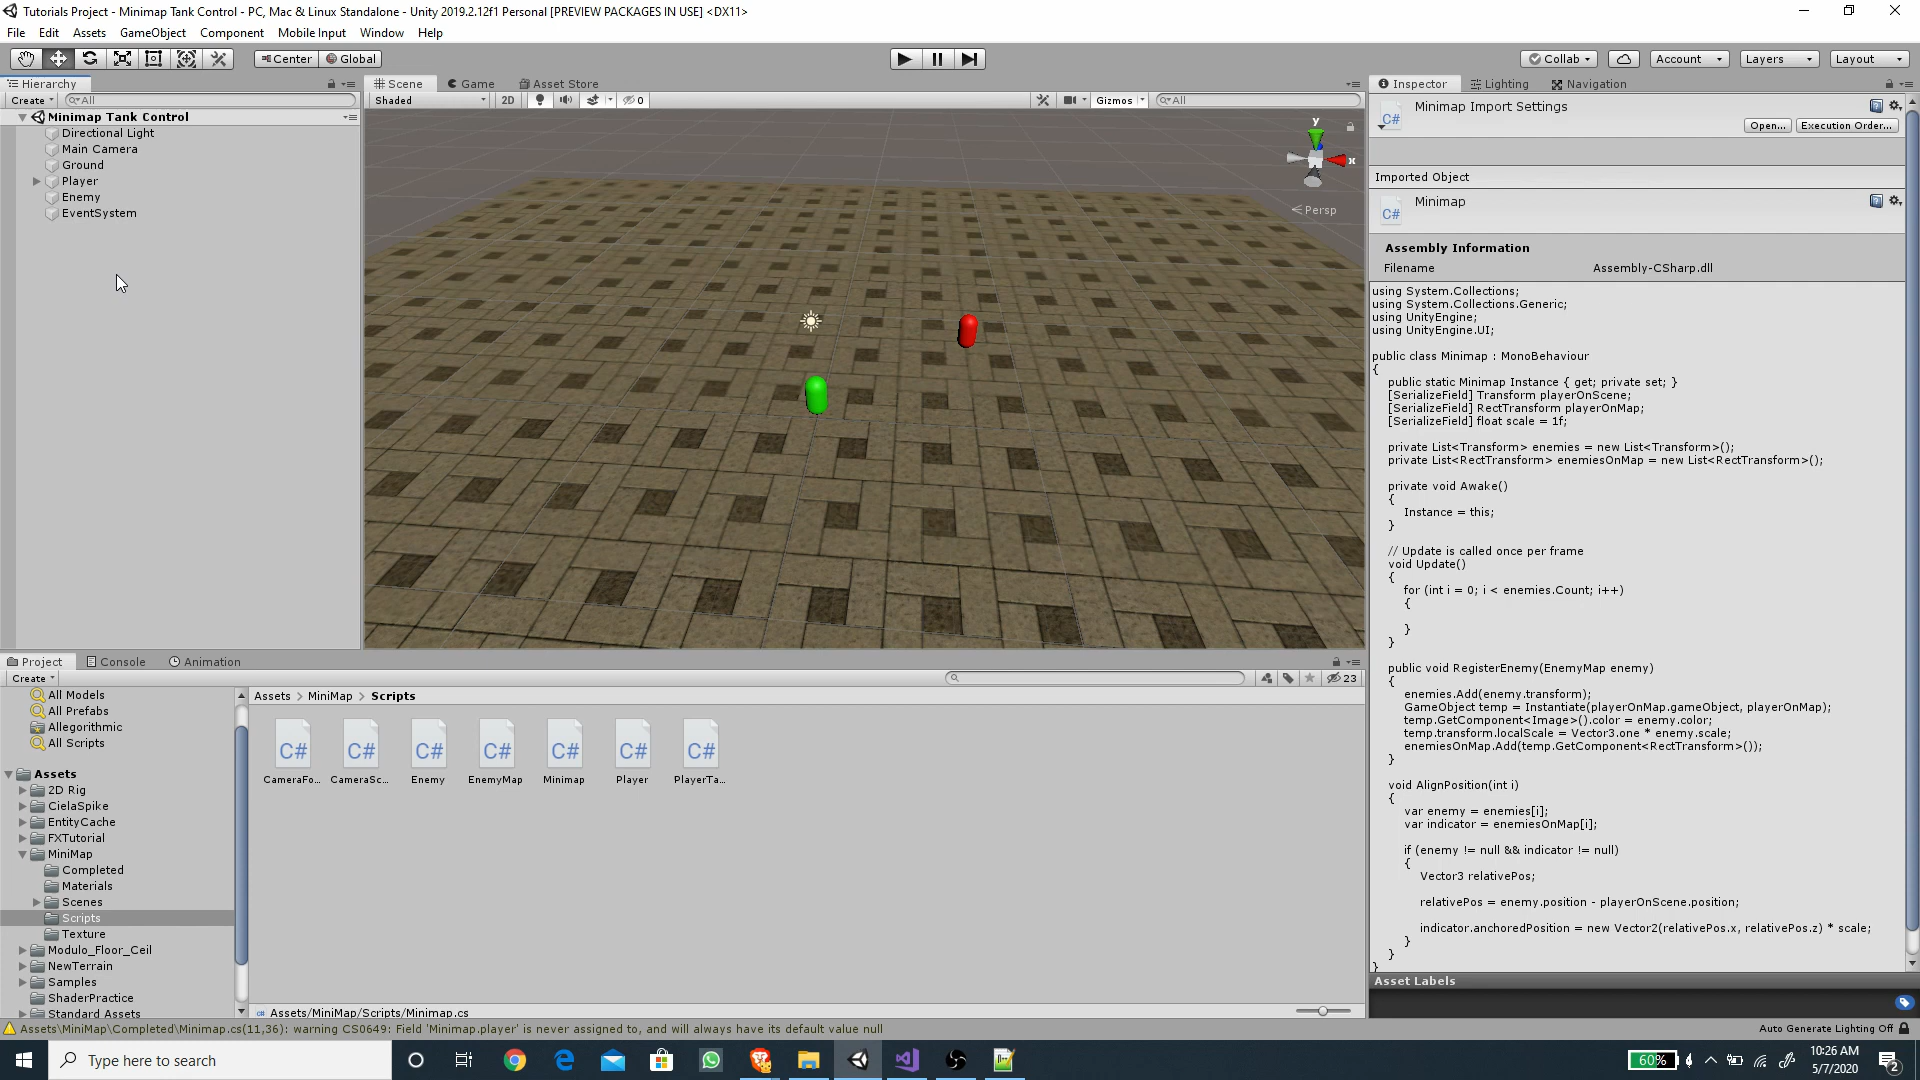 Tutorials Project - Minimap Tank Control - PC, Mac & Linux Standalone - Unity 2019.2.12f1 Personal [PREVIEW PACKAGES IN USE] <DX11>
File Edit Assets GameObject Component Mobile Input Window Help
Center Global Collab Account Layers Layout
Hierarchy
Create All
Minimap Tank Control
Directional Light
Main Camera
Ground
Player
Enemy
EventSystem
Scene Game Asset Store
Shaded 2D 0 Gizmos All
y
x
Persp
Inspector Lighting Navigation
Minimap Import Settings
C#
Open... Execution Order...
Imported Object
Minimap
C#
Assembly Information
Filename Assembly-CSharp.dll
using System.Collections;
using System.Collections.Generic;
using UnityEngine;
using UnityEngine.UI;
public class Minimap : MonoBehaviour
{
public static Minimap Instance { get; private set; }
[SerializeField] Transform playerOnScene;
[SerializeField] RectTransform playerOnMap;
[SerializeField] float scale = 1f;
private List<Transform> enemies = new List<Transform>();
private List<RectTransform> enemiesOnMap = new List<RectTransform>();
private void Awake()
{
Instance = this;
}
// Update is called once per frame
void Update()
{
for (int i = 0; i < enemies.Count; i++)
{
}
}
public void RegisterEnemy(EnemyMap enemy)
{
enemies.Add(enemy.transform);
GameObject temp = Instantiate(playerOnMap.gameObject, playerOnMap);
temp.GetComponent<Image>().color = enemy.color;
temp.transform.localScale = Vector3.one * enemy.scale;
enemiesOnMap.Add(temp.GetComponent<RectTransform>());
}
void AlignPosition(int i)
{
var enemy = enemies[i];
var indicator = enemiesOnMap[i];
if (enemy != null && indicator != null)
{
Vector3 relativePos;
relativePos = enemy.position - playerOnScene.position;
indicator.anchoredPosition = new Vector2(relativePos.x, relativePos.z) * scale;
}
}
}
Asset Labels
Project Console Animation
Create 23
All Models
All Prefabs
Allegorithmic
All Scripts
Assets
2D Rig
CielaSpike
EntityCache
FXTutorial
MiniMap
Completed
Materials
Scenes
Scripts
Texture
Modulo_Floor_Ceil
NewTerrain
Samples
ShaderPractice
Standard Assets
Assets > MiniMap > Scripts
C# C# C# C# C# C# C#
CameraFo... CameraSc... Enemy EnemyMap Minimap Player PlayerTa...
Assets/MiniMap/Scripts/Minimap.cs
Assets\MiniMap\Completed\Minimap.cs(11,36): warning CS0649: Field 'Minimap.player' is never assigned to, and will always have its default value null
Auto Generate Lighting Off
Type here to search
60%
10:26 AM
5/7/2020
2